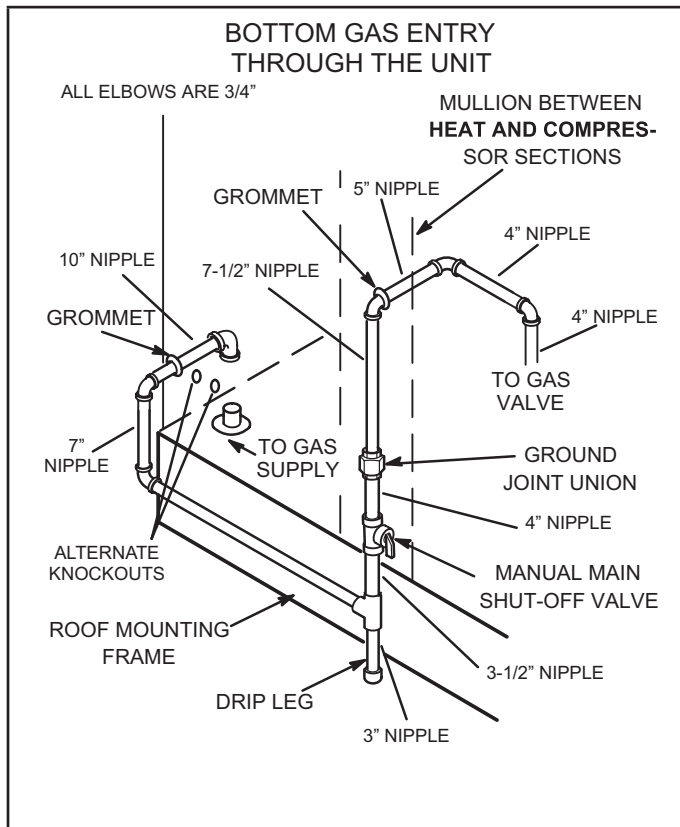 BOTTOM GAS ENTRY
THROUGH THE UNIT
ALL ELBOWS ARE 3/4”
MULLION BETWEEN
HEAT AND COMPRES-
SOR SECTIONS
GROMMET
5” NIPPLE
4” NIPPLE
10” NIPPLE
7-1/2” NIPPLE
GROMMET
4” NIPPLE
TO GAS
VALVE
7”
NIPPLE
TO GAS
SUPPLY
GROUND
JOINT UNION
4” NIPPLE
ALTERNATE
KNOCKOUTS
MANUAL MAIN
SHUT-OFF VALVE
ROOF MOUNTING
FRAME
3-1/2” NIPPLE
DRIP LEG
3” NIPPLE